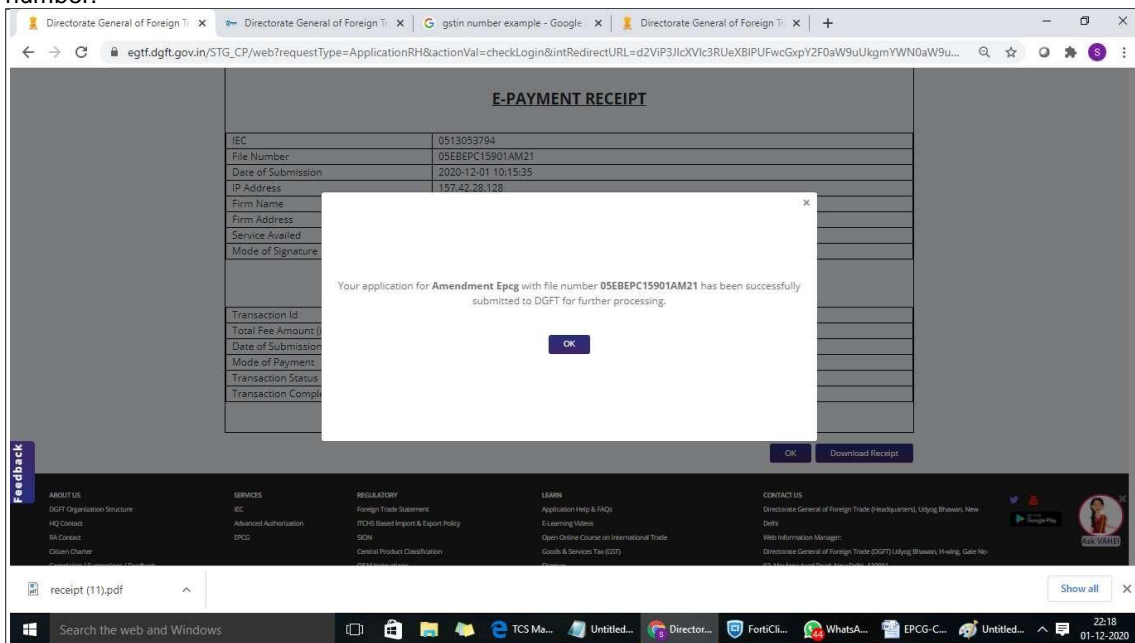 number.
Directorate General of Foreign Tr
Directorate General of Foreign Tr
gstin number example - Google
Directorate General of Foreign Tr
egtf.dgft.gov.in/STG_CP/web?requestType=ApplicationRH&actionVal=checkLogin&intRedirectURL=
E-PAYMENT RECEIPT
IEC 0513053794
File Number 05EBEPC15901AM21
Date of Submission 2020-12-01 10:15:35
IP Address 157.42.28.128
Firm Name
Firm Address
Service Availed
Mode of Signature
Your application for Amendment Epcg with file number 05EBEPC15901AM21 has been successfully
submitted to DGFT for further processing.
OK
Transaction Id
Total Fee Amount (
Date of Submission
Mode of Payment
Transaction Status
Transaction Comple
OK Download Receipt
Feedback
ABOUT US SERVICES REGULATORY LEARN CONTACT US
DGFT Organisation Structure IEC Foreign Trade Statement Application Help & FAQs Directorate General of Foreign Trade (Headquarters), Udyog Bhawan, New
HQ Contact Advanced Authorisation ITCHS Based Import & Export Policy E-Learning Videos Delhi
RA Contact EPCG SION Open Online Course on International Trade Web Information Manager:
Citizen Charter Central Product Classification Goods & Services Tax (GST) Directorate General of Foreign Trade (DGFT) Udyog Bhawan, H-wing, Gate No-
Google Play
Ask VAHEI
receipt (11).pdf Show all
Search the web and Windows TCS Ma... Untitled... Director... FortiCli... WhatsA... EPCG-C... Untitled... 22:18
01-12-2020